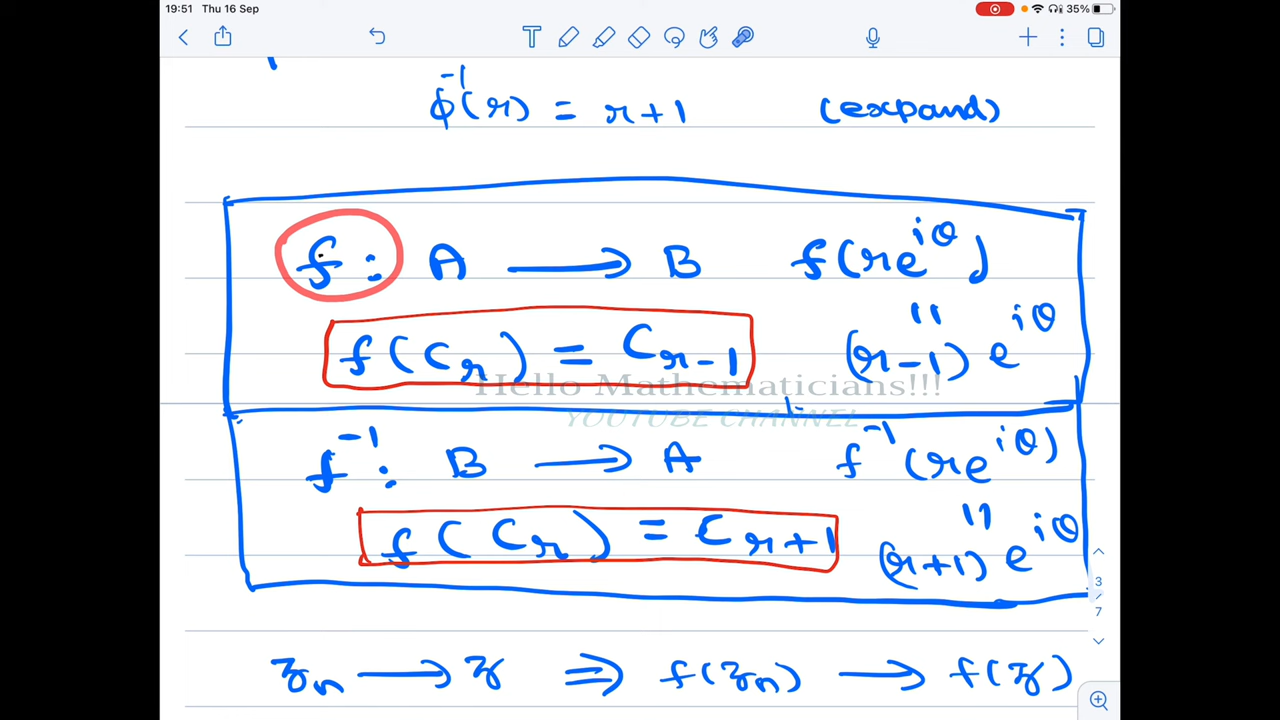 19:51 Thu 16 Sep 35%
φ⁻¹(r) = r+1 (expand)
f : A ⟶ B f(re^{iθ})
f(C_r) = C_{r-1} " (r-1) e^{iθ}
Hello Mathematicians!!!
YOUTUBE CHANNEL
f⁻¹ : B ⟶ A f⁻¹(re^{iθ})
f(C_r) = C_{r+1} " (r+1) e^{iθ}
3
7
z_n ⟶ z ⇒ f(z_n) ⟶ f(z)